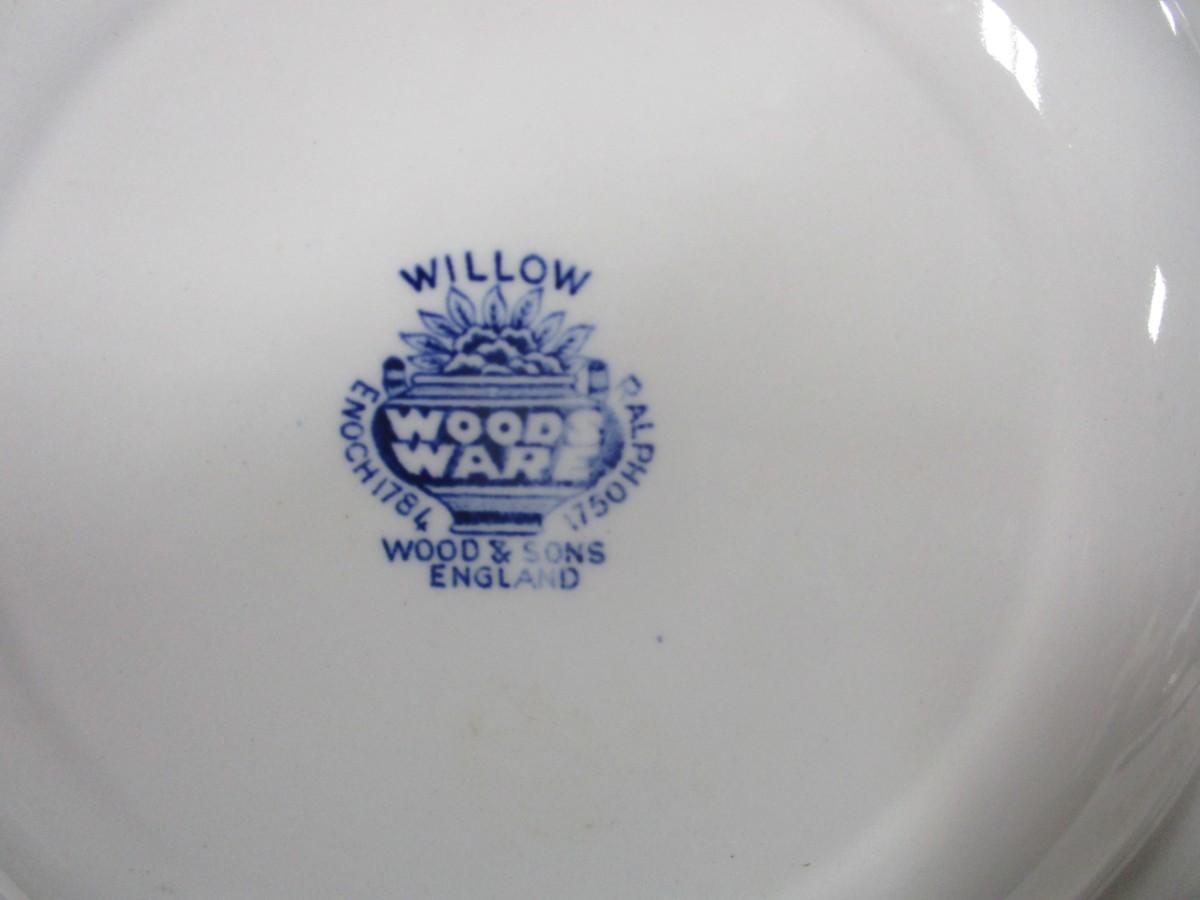 WILLOW
WOODS
WARE
ENOCH 1784
RALPH 1750
WOOD & SONS
ENGLAND